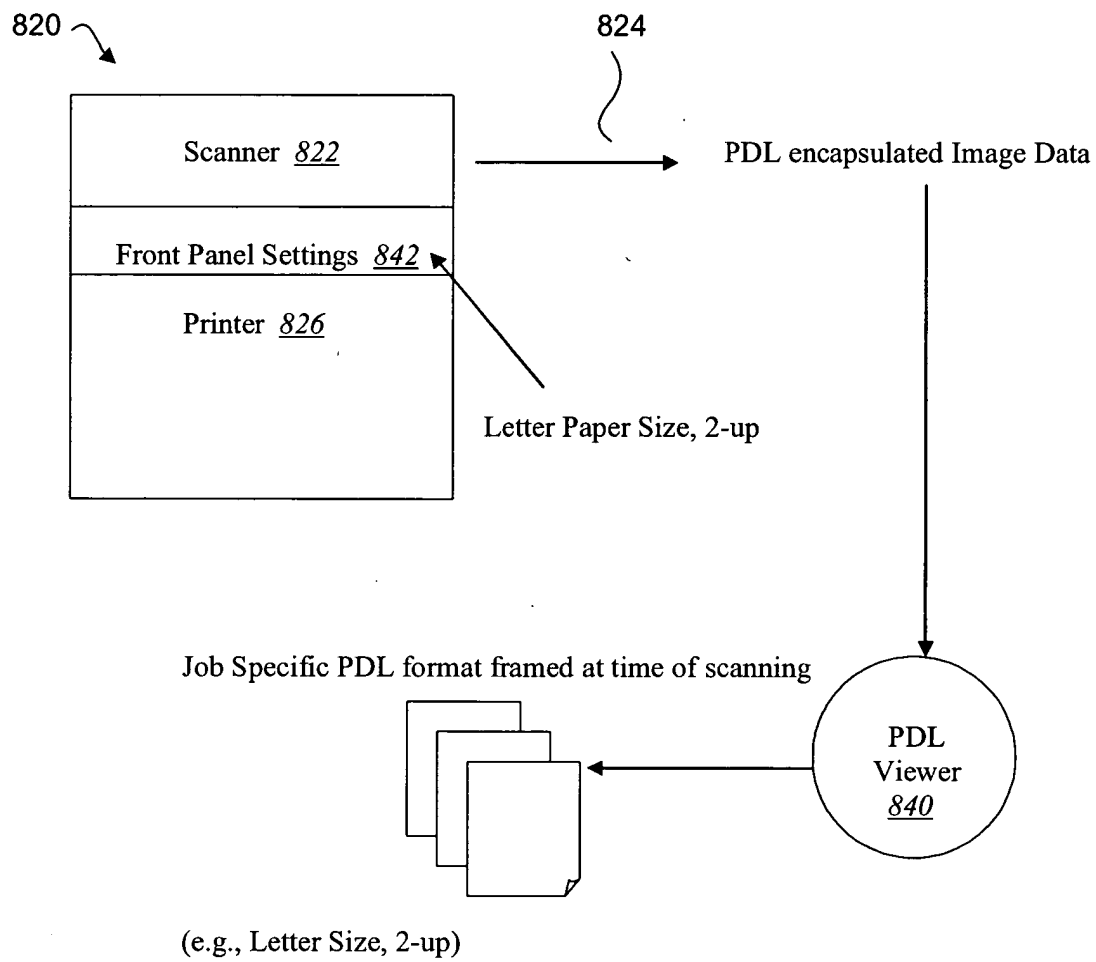 820
824
Scanner 822
PDL encapsulated Image Data
Front Panel Settings 842
Printer 826
Letter Paper Size, 2-up
Job Specific PDL format framed at time of scanning
PDL
Viewer
840
(e.g., Letter Size, 2-up)